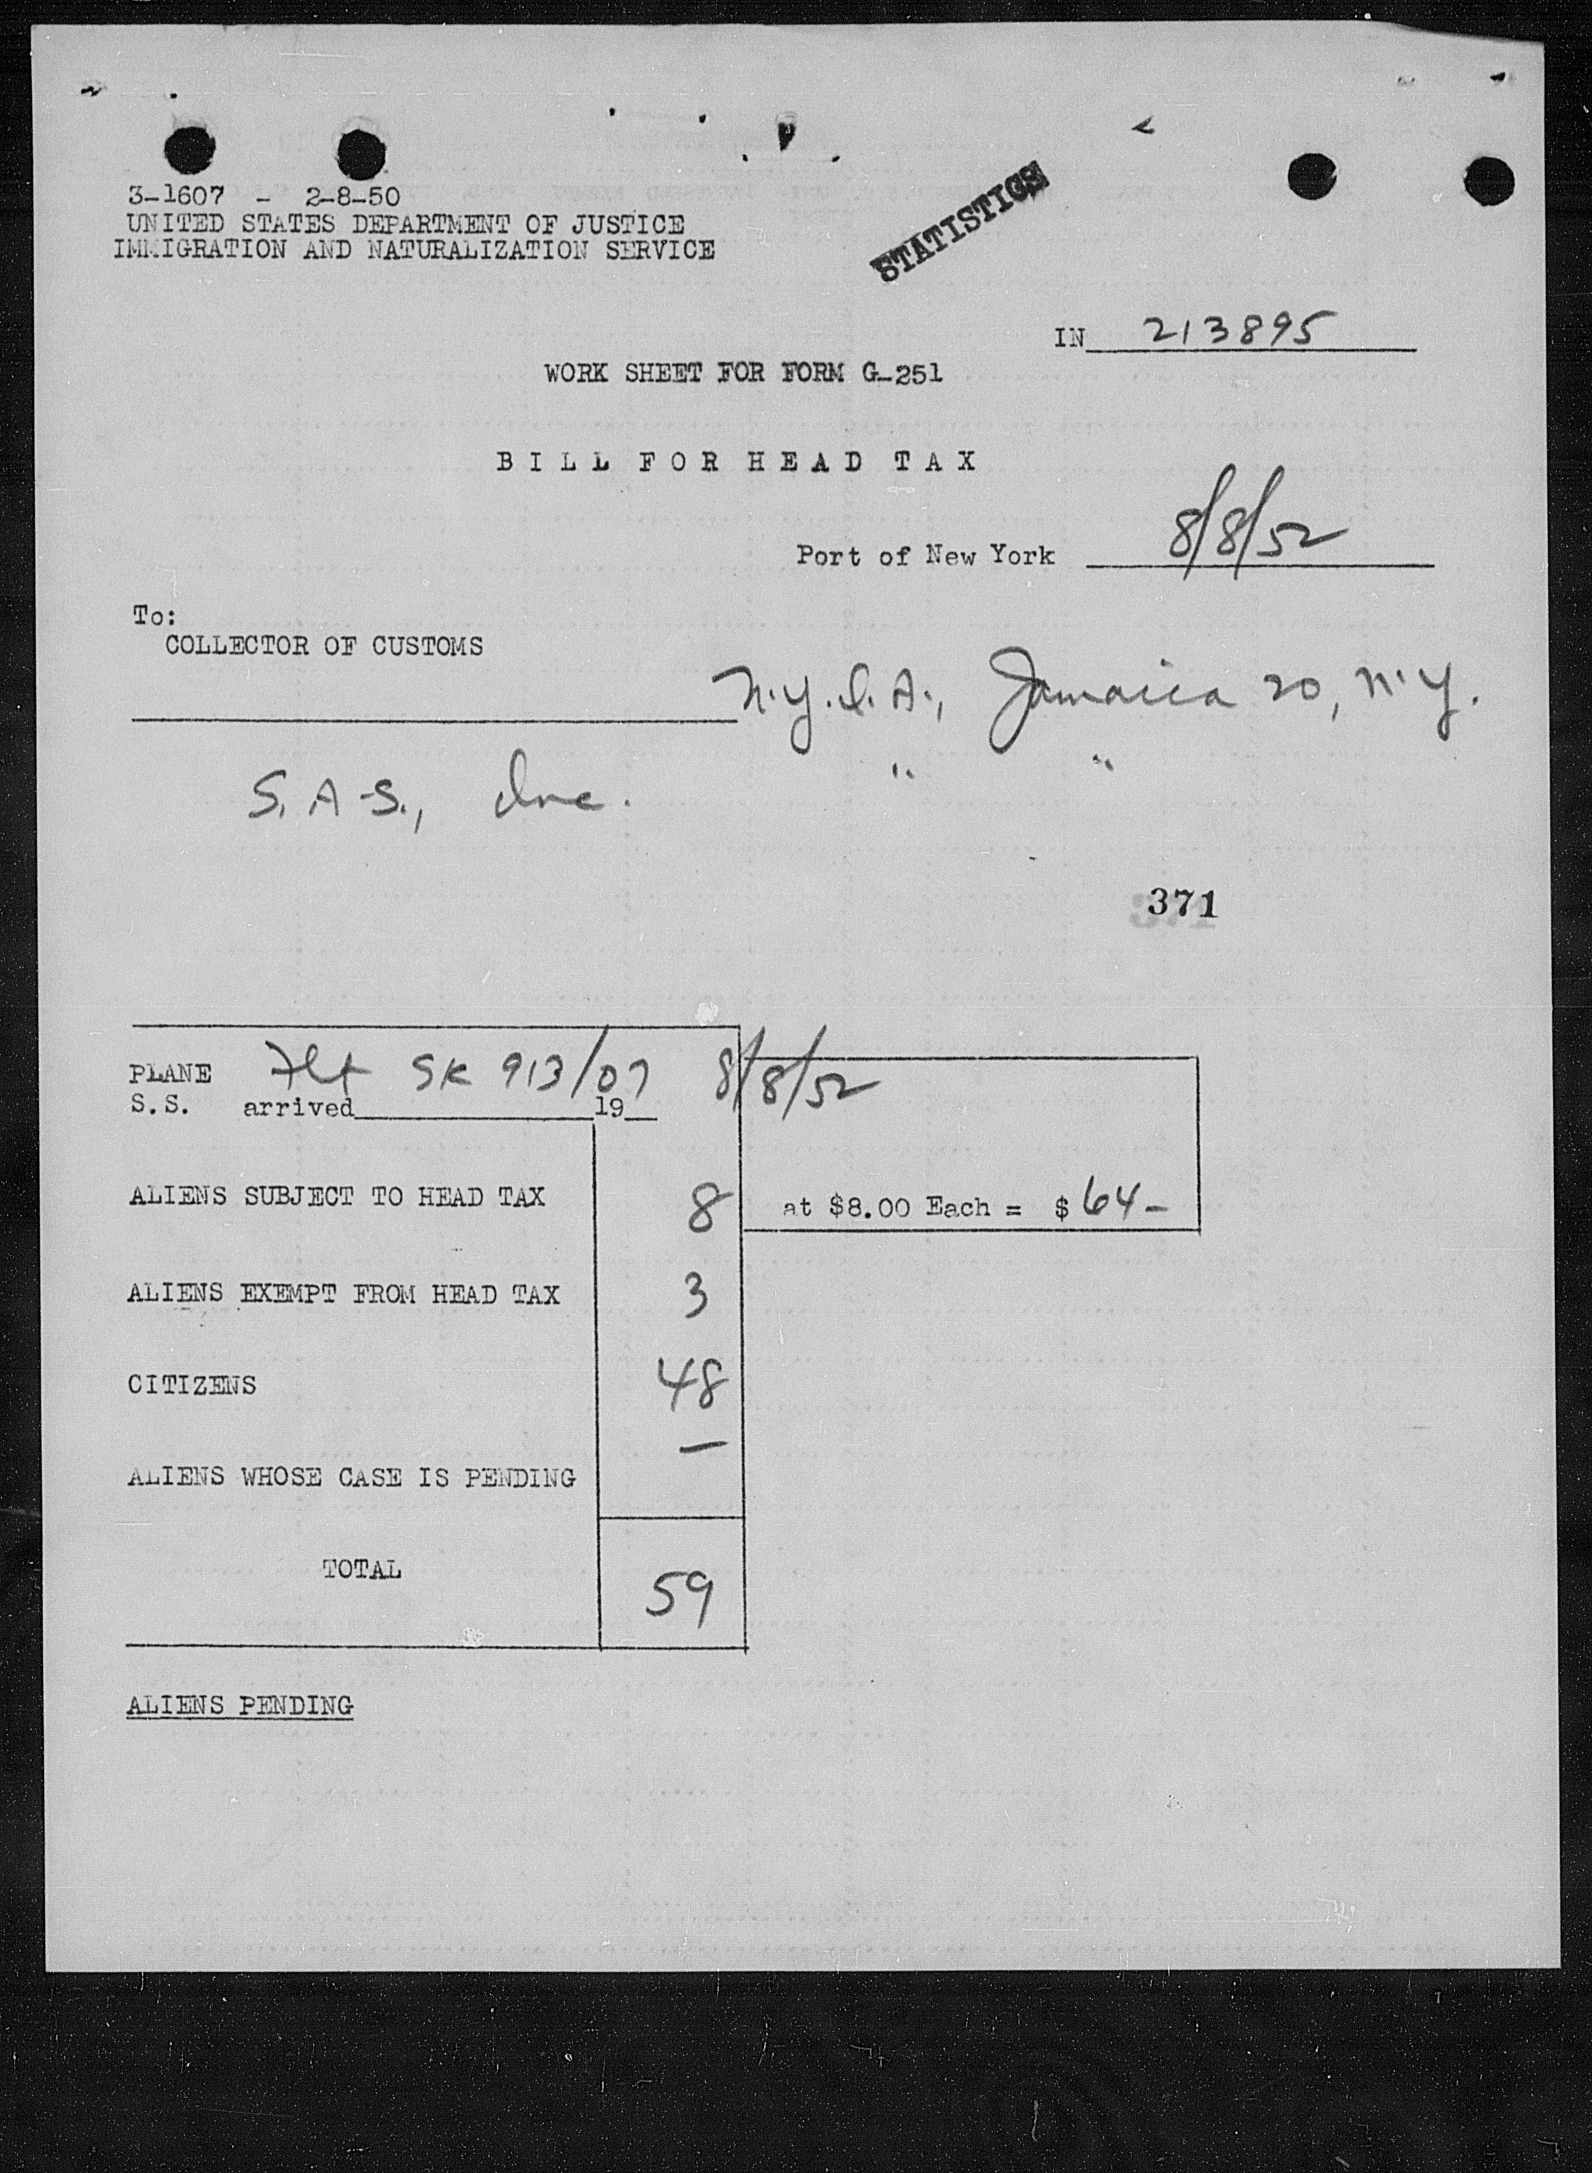 3-1607 - 2-8-50
UNITED STATES DEPARTMENT OF JUSTICE
IMMIGRATION AND NATURALIZATION SERVICE
STATISTICS
IN 213895
WORK SHEET FOR FORM G-251
BILL FOR HEAD TAX
Port of New York 8/8/52
To:
COLLECTOR OF CUSTOMS
N.Y.I.A., Jamaica 20, N.Y.
S.A.S., Inc. " "
371
PLANE Flt SK 913/07 8/8/52
S.S. arrived 19
ALIENS SUBJECT TO HEAD TAX 8 at $8.00 Each = $64-
ALIENS EXEMPT FROM HEAD TAX 3
CITIZENS 48
ALIENS WHOSE CASE IS PENDING —
TOTAL 59
ALIENS PENDING